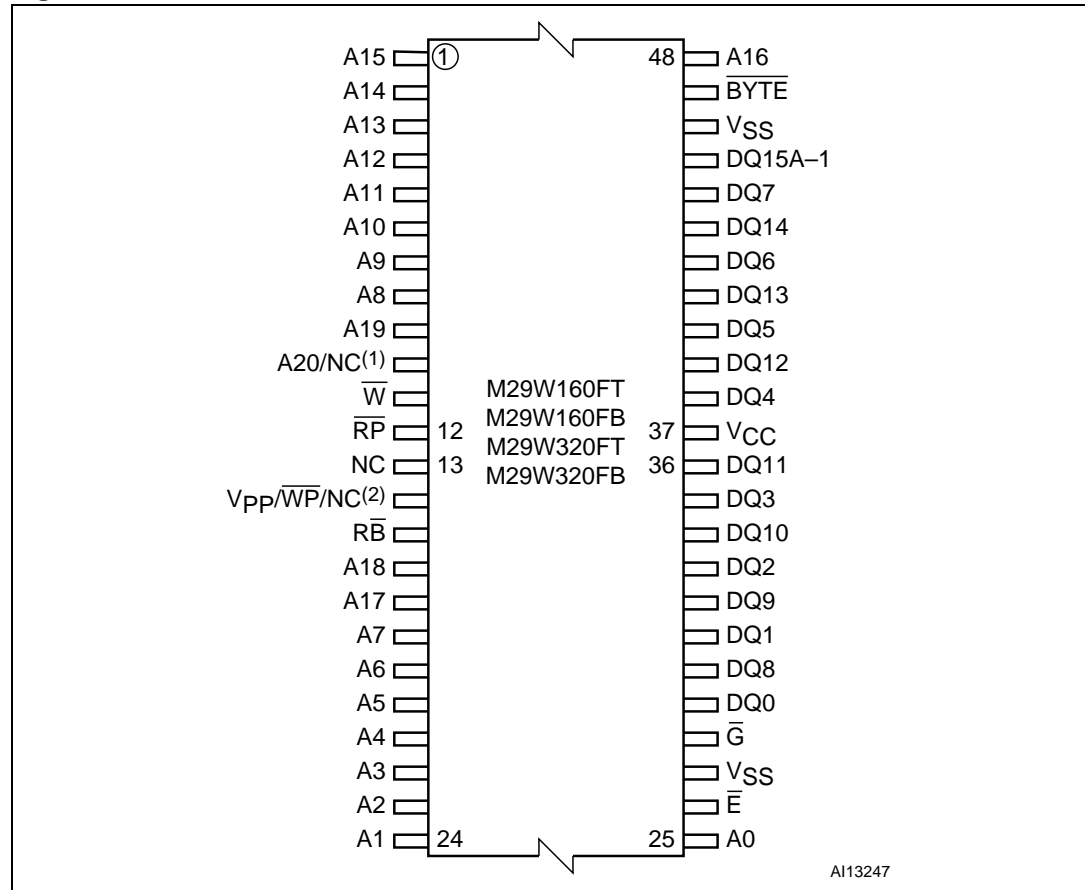 A15 ① 48 A16
A14 B̅Y̅T̅E̅
A13 VSS
A12 DQ15A–1
A11 DQ7
A10 DQ14
A9 DQ6
A8 DQ13
A19 DQ5
A20/NC(1) DQ12
W̅ DQ4
R̅P̅ 12 37 VCC
NC 13 36 DQ11
VPP/W̅P̅/NC(2) DQ3
RB̅ DQ10
A18 DQ2
A17 DQ9
A7 DQ1
A6 DQ8
A5 DQ0
A4 G̅
A3 VSS
A2 E̅
A1 24 25 A0
M29W160FT
M29W160FB
M29W320FT
M29W320FB
AI13247